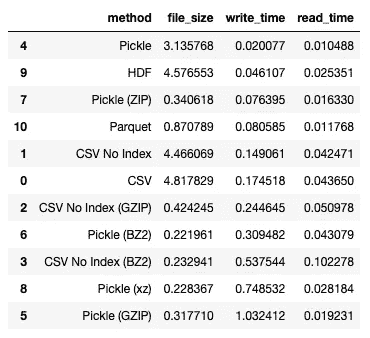 method file_size write_time read_time
4 Pickle 3.135768 0.020077 0.010488
9 HDF 4.576553 0.046107 0.025351
7 Pickle (ZIP) 0.340618 0.076395 0.016330
10 Parquet 0.870789 0.080585 0.011768
1 CSV No Index 4.466069 0.149061 0.042471
0 CSV 4.817829 0.174518 0.043650
2 CSV No Index (GZIP) 0.424245 0.244645 0.050978
6 Pickle (BZ2) 0.221961 0.309482 0.043079
3 CSV No Index (BZ2) 0.232941 0.537544 0.102278
8 Pickle (xz) 0.228367 0.748532 0.028184
5 Pickle (GZIP) 0.317710 1.032412 0.019231